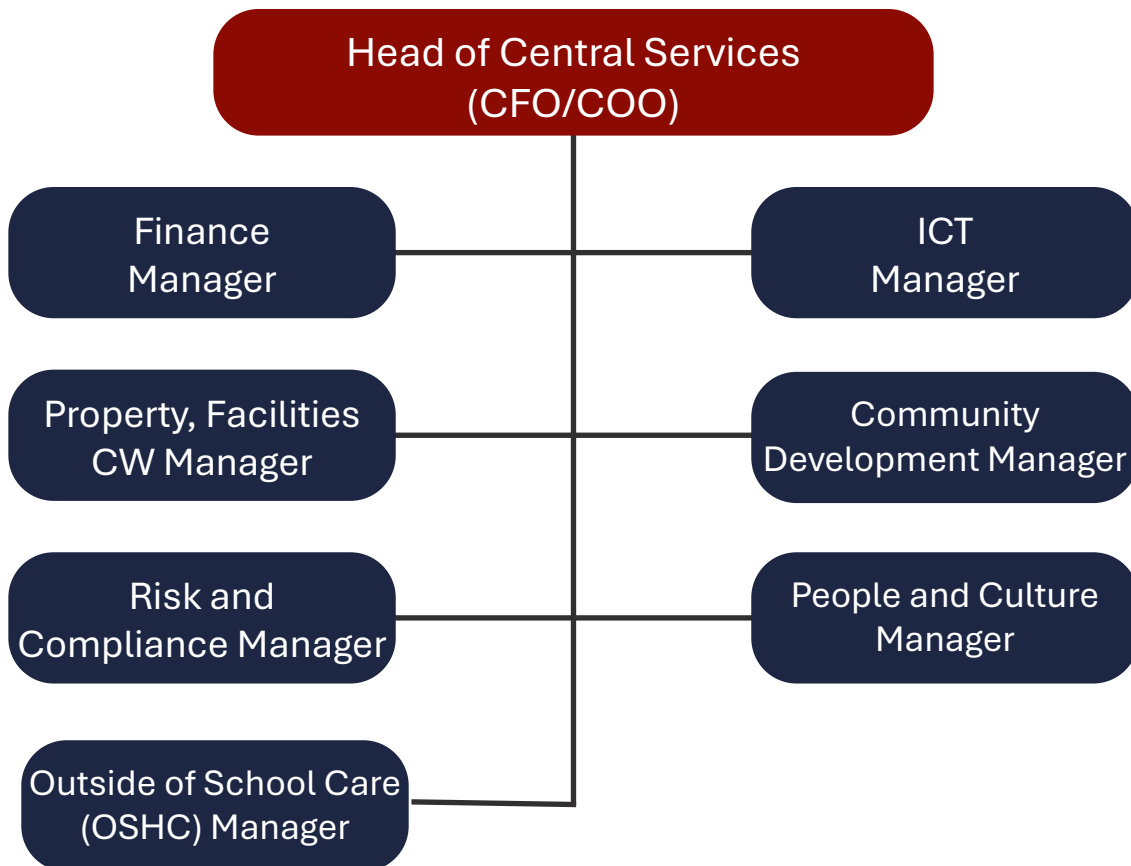 Head of Central Services
(CFO/COO)
Finance
Manager
ICT
Manager
Property, Facilities
CW Manager
Community
Development Manager
Risk and
Compliance Manager
People and Culture
Manager
Outside of School Care
(OSHC) Manager